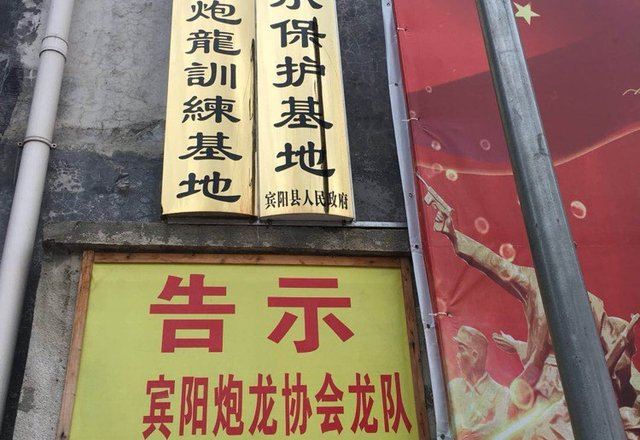 炮龍訓練基地
保护基地
宾阳县人民政府
告示
宾阳炮龙协会龙队